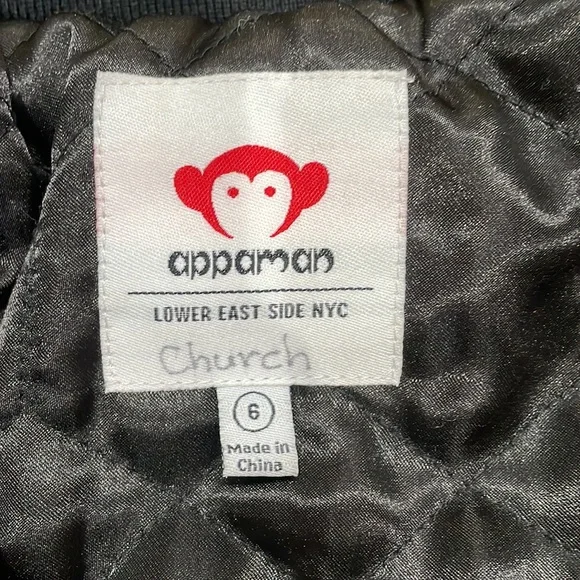 appaman
LOWER EAST SIDE NYC
Church
6
Made in
China